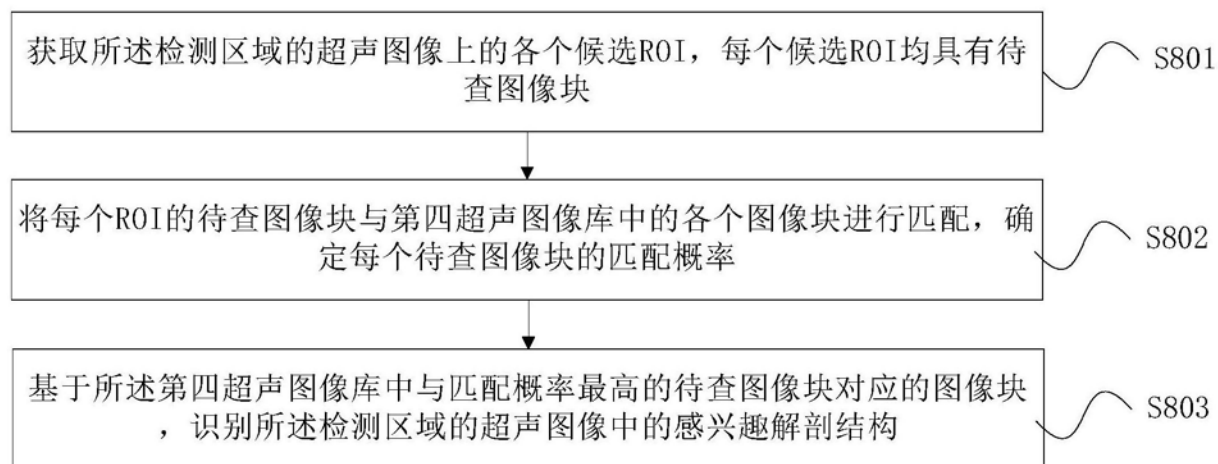 获取所述检测区域的超声图像上的各个候选ROI，每个候选ROI均具有待
查图像块
S801
将每个ROI的待查图像块与第四超声图像库中的各个图像块进行匹配，确
定每个待查图像块的匹配概率
S802
基于所述第四超声图像库中与匹配概率最高的待查图像块对应的图像块
，识别所述检测区域的超声图像中的感兴趣解剖结构
S803